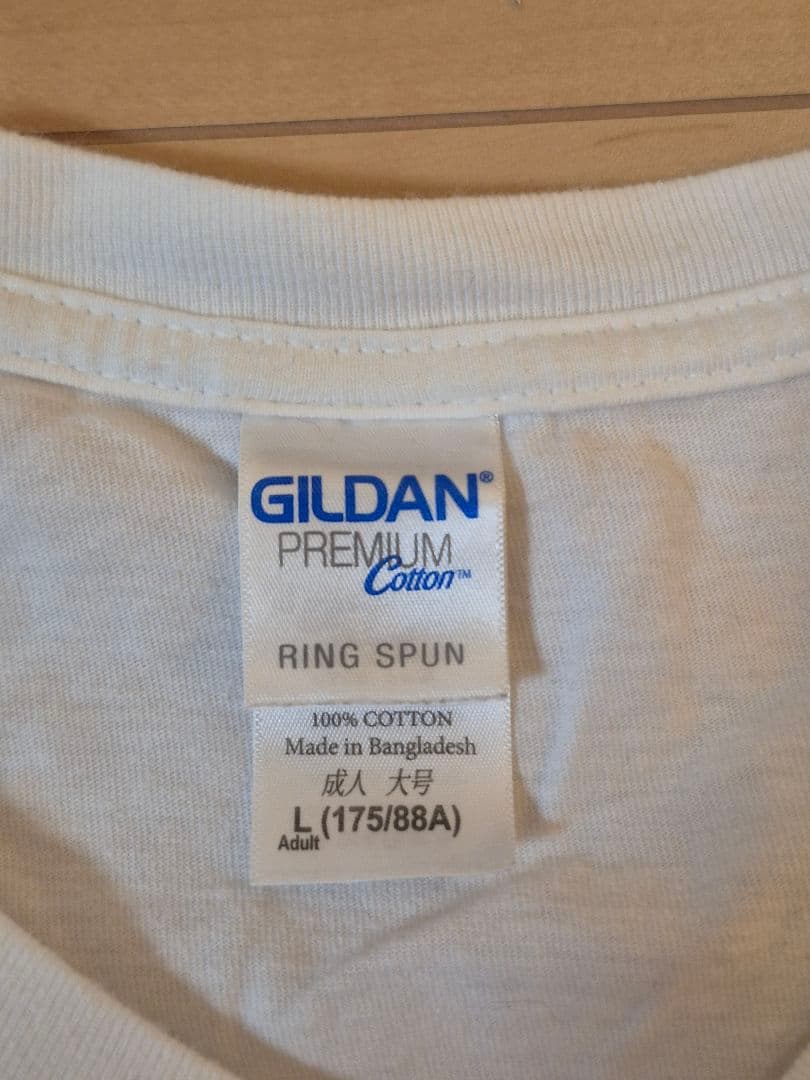 GILDAN®
PREMIUM
Cotton™
RING SPUN
100% COTTON
Made in Bangladesh
成人 大号
L (175/88A)
Adult